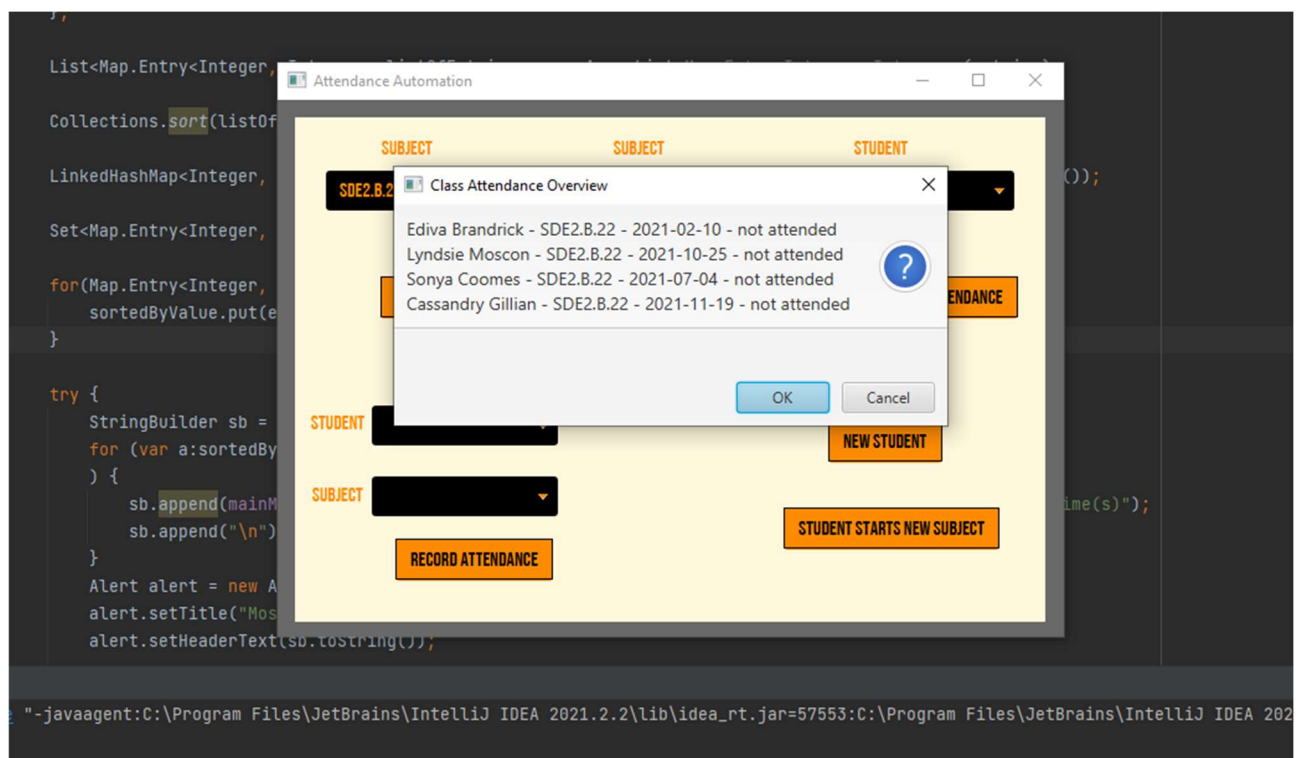 },
List<Map.Entry<Integer,
Attendance Automation
Collections.sort(listOf
SUBJECT SUBJECT STUDENT
LinkedHashMap<Integer, ());
SDE2.B.2
Class Attendance Overview
Set<Map.Entry<Integer,
Ediva Brandrick - SDE2.B.22 - 2021-02-10 - not attended
Lyndsie Moscon - SDE2.B.22 - 2021-10-25 - not attended
Sonya Coomes - SDE2.B.22 - 2021-07-04 - not attended
Cassandry Gillian - SDE2.B.22 - 2021-11-19 - not attended
?
for(Map.Entry<Integer,
ENDANCE
sortedByValue.put(e
}
try {
OK Cancel
StringBuilder sb =
STUDENT
for (var a:sortedBy
NEW STUDENT
) {
SUBJECT
sb.append(mainM ime(s)");
sb.append("\n")
STUDENT STARTS NEW SUBJECT
}
RECORD ATTENDANCE
Alert alert = new A
alert.setTitle("Mos
alert.setHeaderText(sb.toString());
"-javaagent:C:\Program Files\JetBrains\IntelliJ IDEA 2021.2.2\lib\idea_rt.jar=57553:C:\Program Files\JetBrains\IntelliJ IDEA 202